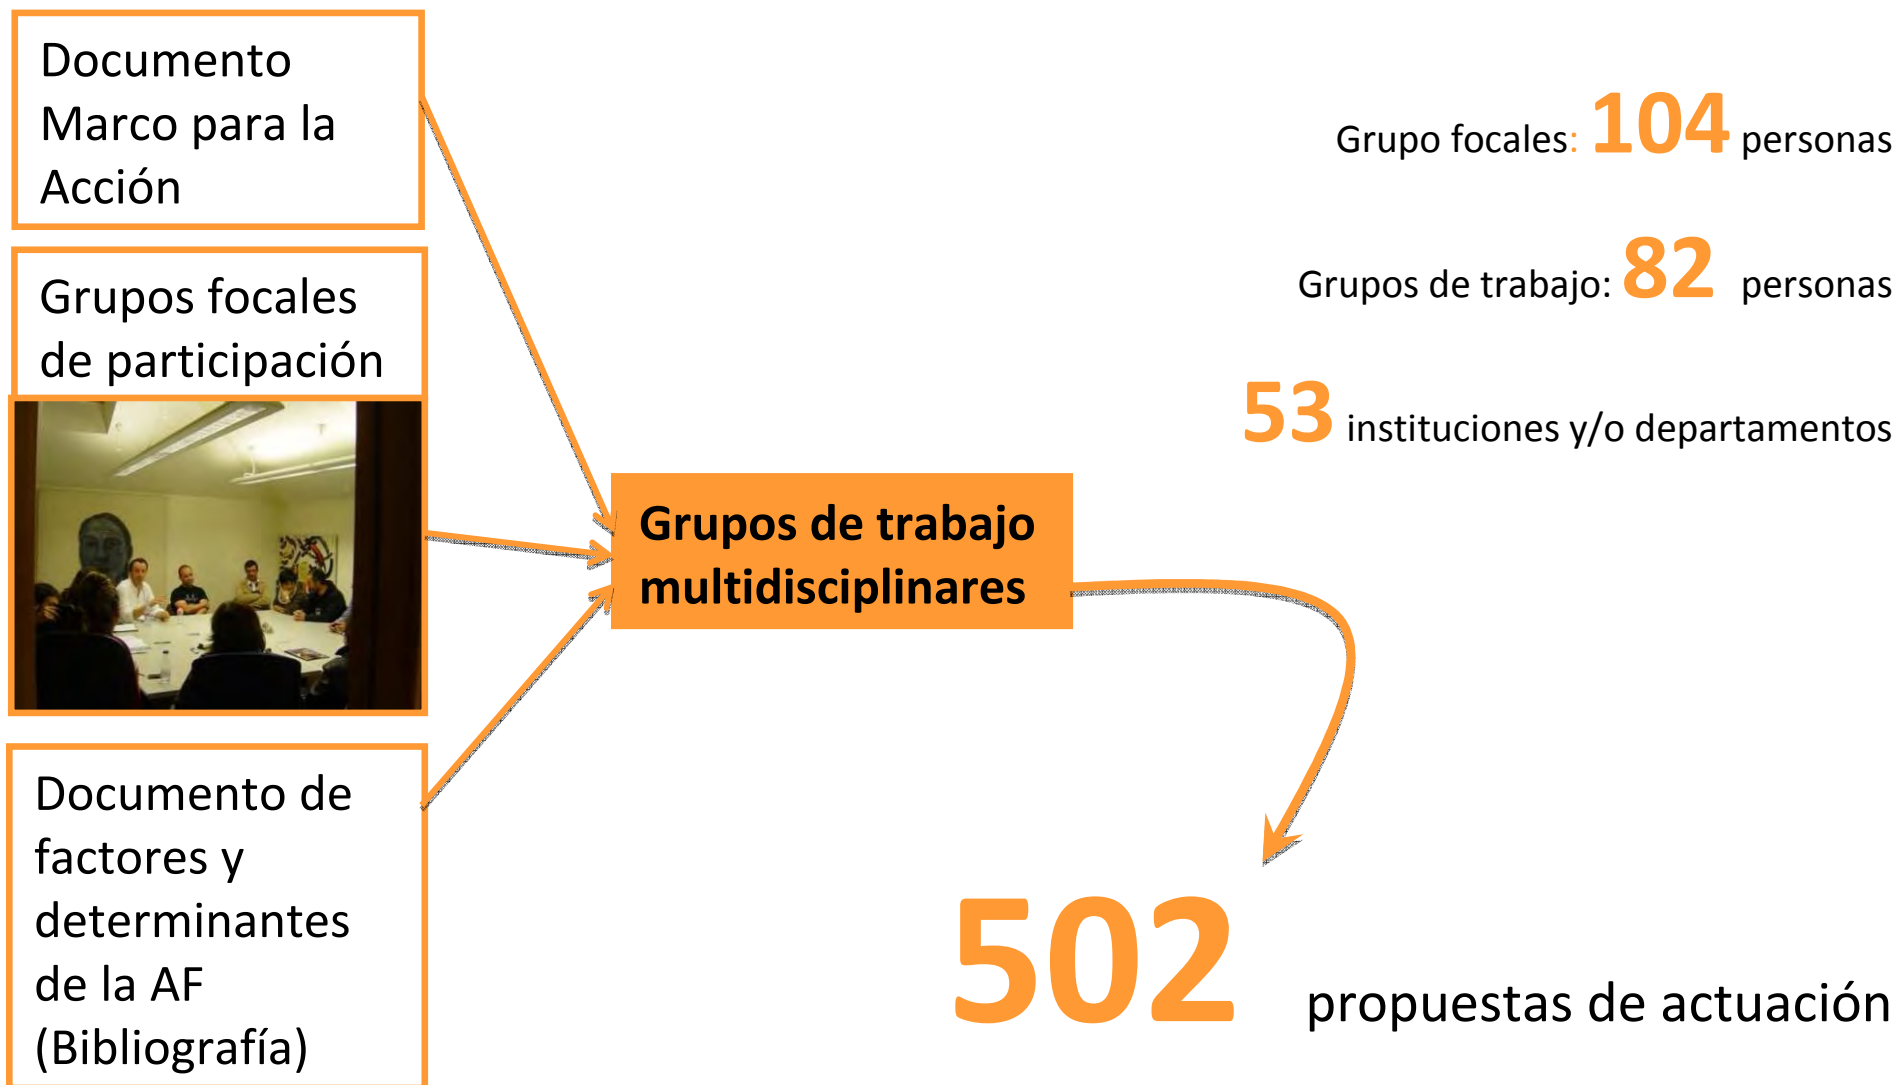 Documento
Marco para la
Acción
Grupos focales
de participación
Documento de
factores y
determinantes
de la AF
(Bibliografía)
Grupos de trabajo
multidisciplinares
Grupo focales: 104 personas
Grupos de trabajo: 82 personas
53 instituciones y/o departamentos
502 propuestas de actuación